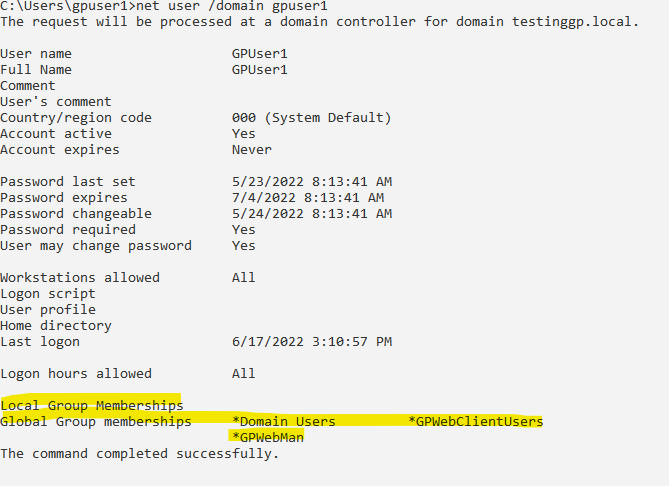 C:\Users\gpuser1>net user /domain gpuser1
The request will be processed at a domain controller for domain testinggp.local.
User name                    GPUser1
Full Name                    GPUser1
Comment
User's comment
Country/region code          000 (System Default)
Account active               Yes
Account expires              Never
Password last set            5/23/2022 8:13:41 AM
Password expires             7/4/2022 8:13:41 AM
Password changeable          5/24/2022 8:13:41 AM
Password required            Yes
User may change password     Yes
Workstations allowed         All
Logon script
User profile
Home directory
Last logon                   6/17/2022 3:10:57 PM
Logon hours allowed          All
Local Group Memberships
Global Group memberships     *Domain Users         *GPWebClientUsers
*GPWebMan
The command completed successfully.